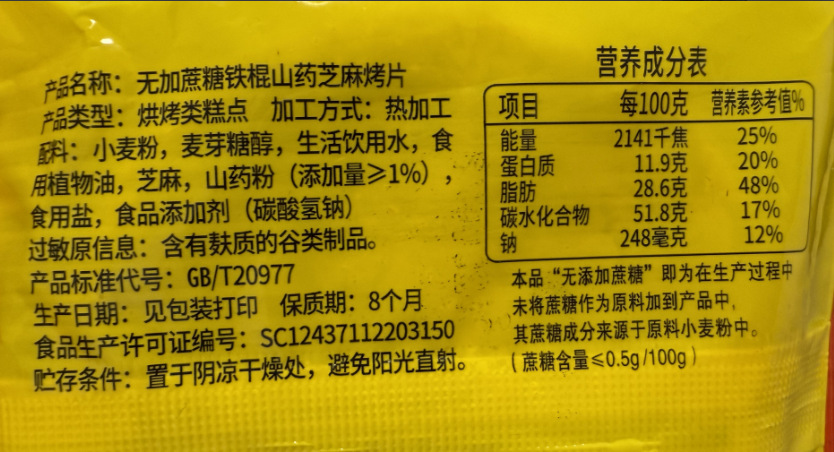 产品名称：无加蔗糖铁棍山药芝麻烤片
产品类型：烘烤类糕点 加工方式：热加工
配料：小麦粉，麦芽糖醇，生活饮用水，食
用植物油，芝麻，山药粉（添加量≥1%），
食用盐，食品添加剂（碳酸氢钠）
过敏原信息：含有麸质的谷类制品。
产品标准代号：GB/T20977
生产日期：见包装打印 保质期：8个月
食品生产许可证编号：SC12437112203150
贮存条件：置于阴凉干燥处，避免阳光直射。
营养成分表
项目 每100克 营养素参考值%
能量 2141千焦 25%
蛋白质 11.9克 20%
脂肪 28.6克 48%
碳水化合物 51.8克 17%
钠 248毫克 12%
本品“无添加蔗糖”即为在生产过程中
未将蔗糖作为原料加到产品中，
其蔗糖成分来源于原料小麦粉中。
（蔗糖含量≤0.5g/100g）